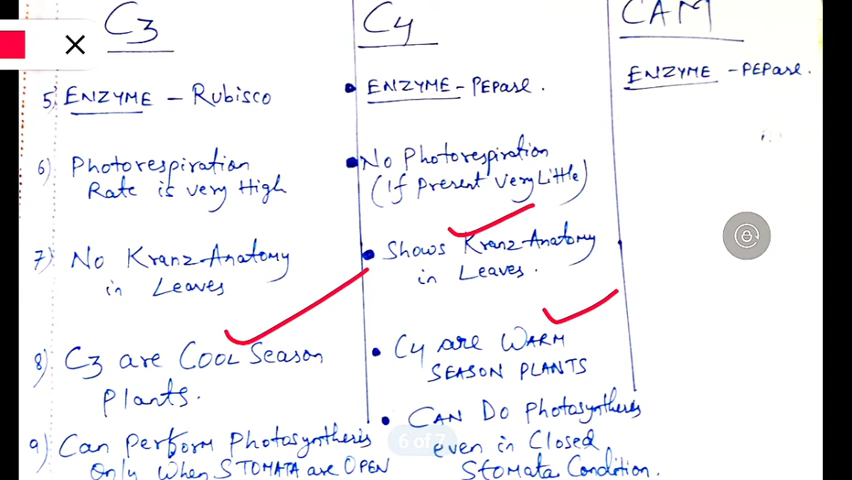 C3
C4
CAM
5) ENZYME - Rubisco
• ENZYME - PEPase.
ENZYME - PEPase.
6) Photorespiration
Rate is very High
• No Photorespiration
(If Present Very Little)
7) No Kranz-Anatomy
in Leaves
• Shows Kranz-Anatomy
in Leaves.
8) C3 are COOL Season
Plants.
• C4 are WARM
SEASON PLANTS
9) Can Perform Photosynthesis
Only When STOMATA are OPEN
• CAN Do Photosynthesis
even in Closed
Stomata Condition.
6 of 7